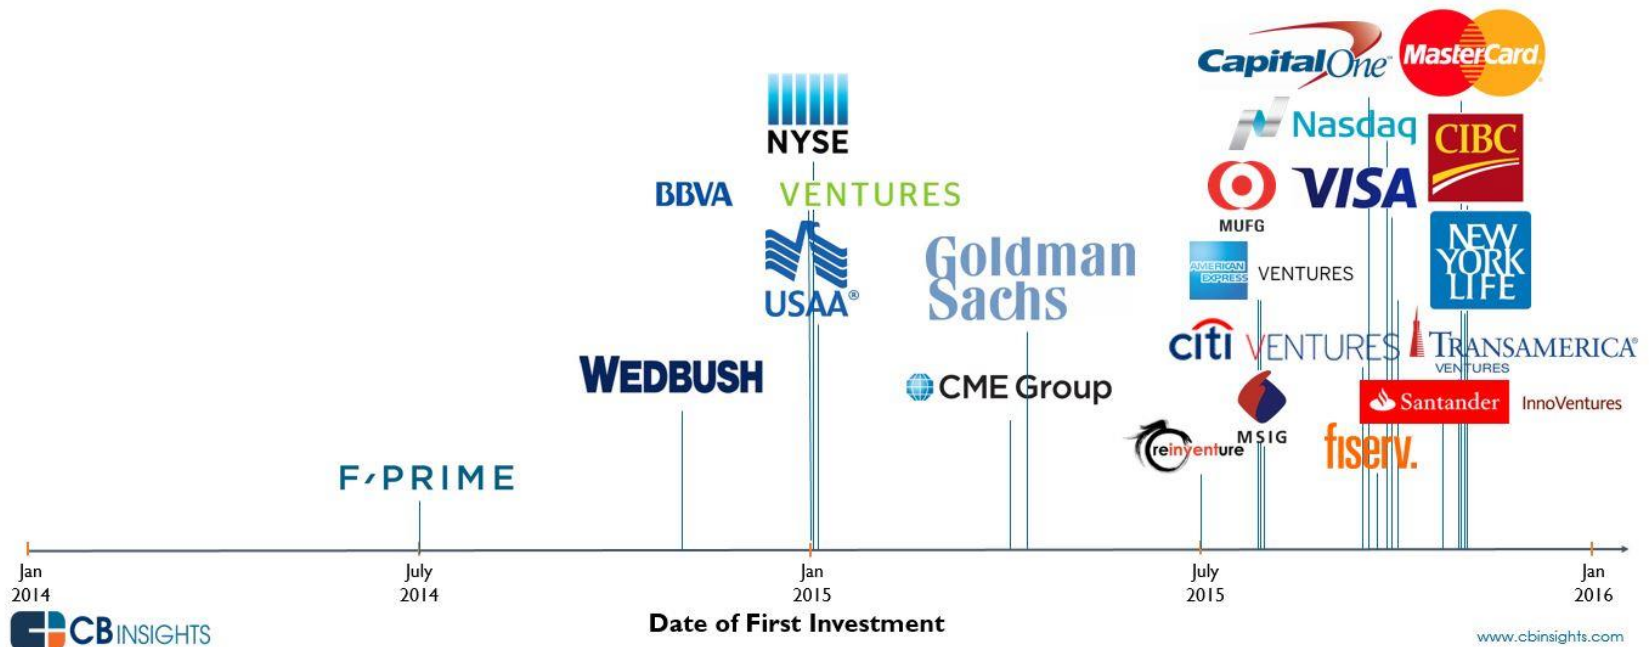 CapitalOne
MasterCard
NYSE
Nasdaq
CIBC
BBVA VENTURES
MUFG
VISA
USAA®
Goldman
Sachs
AMERICAN
EXPRESS
VENTURES
NEW
YORK
LIFE
citi VENTURES
TRANSAMERICA®
VENTURES
WEDBUSH
CME Group
MSIG
Santander InnoVentures
reinventure
fiserv.
F-PRIME
Jan
2014
July
2014
Jan
2015
July
2015
Jan
2016
Date of First Investment
CBINSIGHTS
www.cbinsights.com